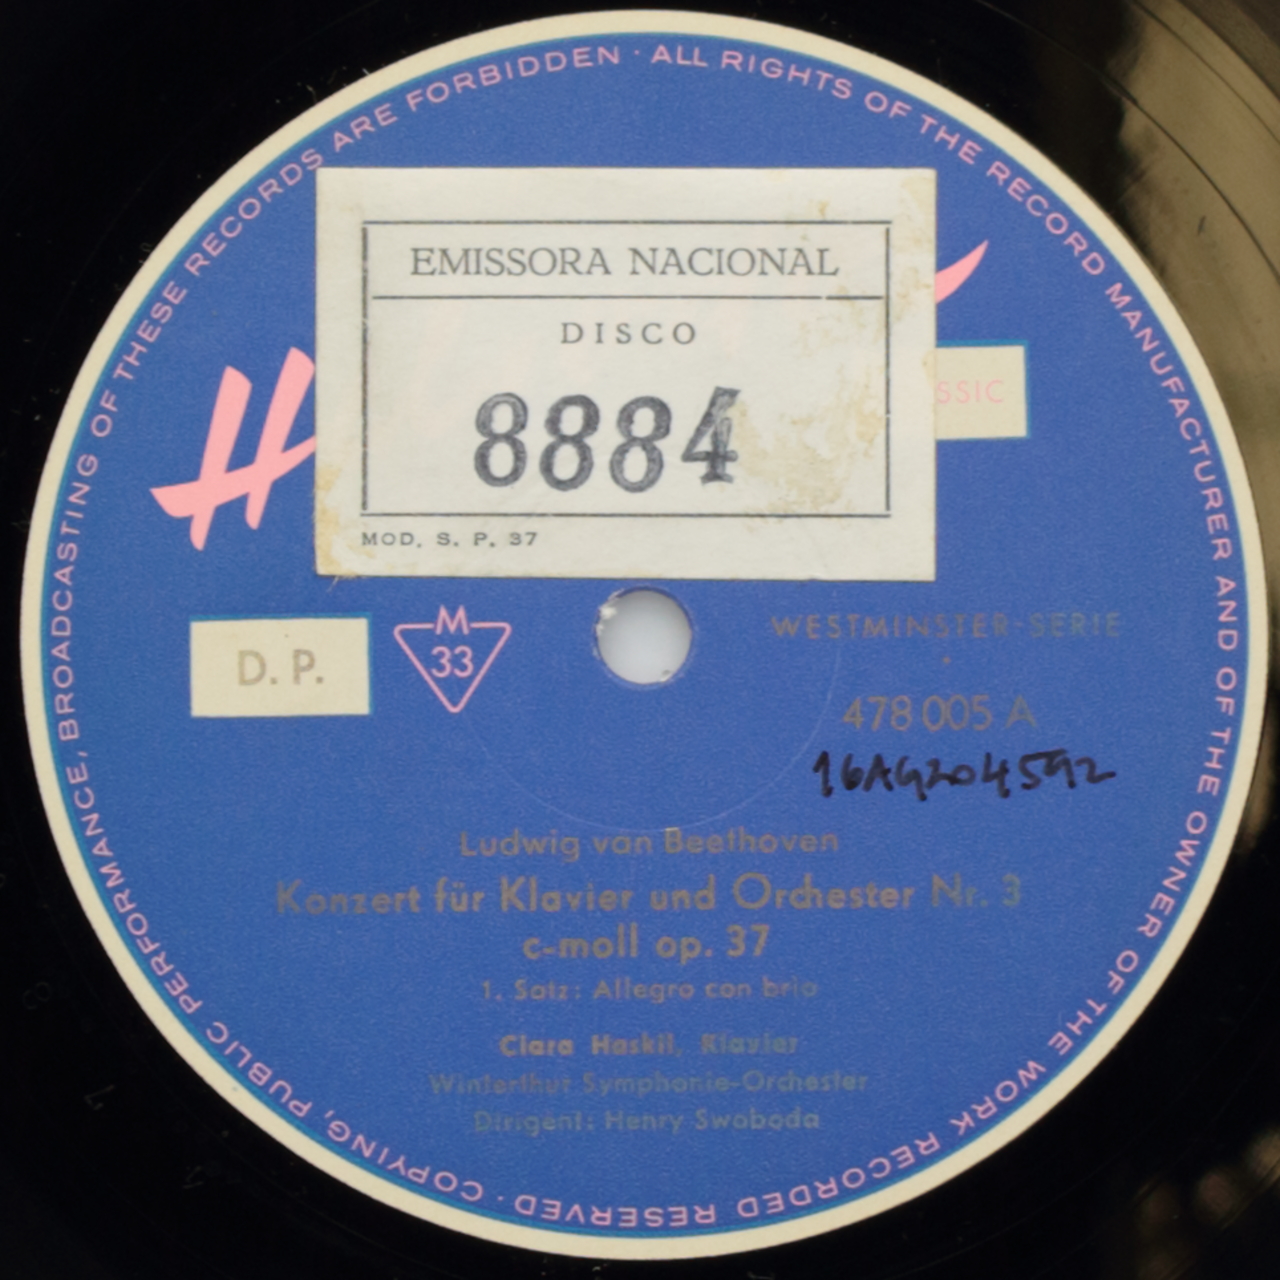 ALL RIGHTS OF THE RECORD MANUFACTURER AND OF THE OWNER OF THE WORK RECORDED RESERVED · COPYING, PUBLIC PERFORMANCE, BROADCASTING OF THESE RECORDS ARE FORBIDDEN ·
EMISSORA NACIONAL
DISCO
8884
MOD. S. P. 37
H
SSIC
D. P.
M
33
WESTMINSTER-SERIE
478 005 A
16AG204592
Ludwig van Beethoven
Konzert für Klavier und Orchester Nr. 3
c-moll op. 37
1. Satz: Allegro con brio
Clara Haskil, Klavier
Winterthur Symphonie-Orchester
Dirigent: Henry Swoboda